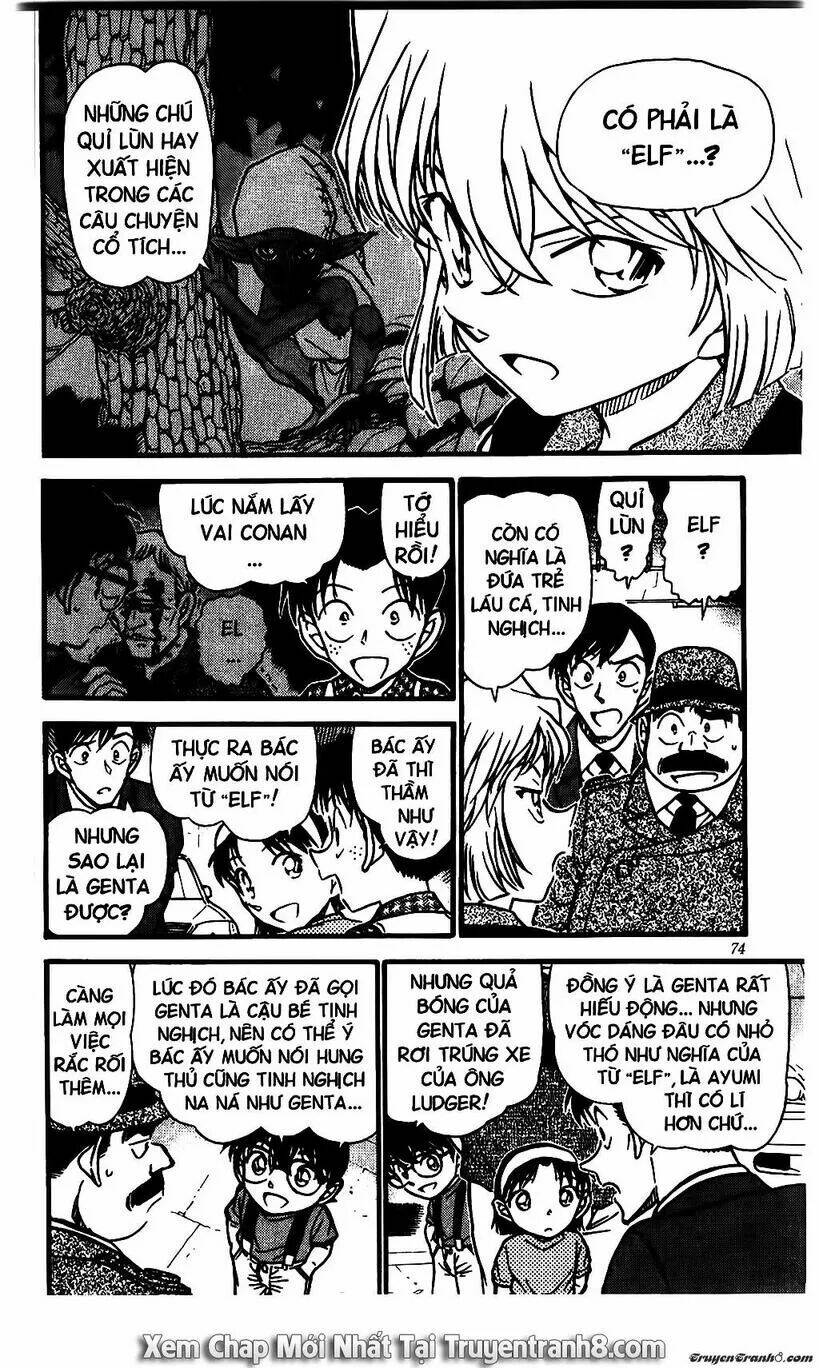 CÓ PHẢI LÀ
"ELF"...?
NHỮNG CHÚ
QUỈ LÙN HAY
XUẤT HIỆN
TRONG CÁC
CÂU CHUYỆN
CỔ TÍCH...
ELF
?
QUỈ
LÙN
?
CÒN CÓ
NGHĨA LÀ
ĐỨA TRẺ
LÁU CÁ, TINH
NGHỊCH...
TỚ
HIỂU
RỒI!
LÚC NẮM LẤY
VAI CONAN
...
EL
...
BÁC ẤY
ĐÃ THÌ
THẦM NHƯ
VẬY!
THỰC RA BÁC
ẤY MUỐN NÓI
TỪ "ELF"!
NHƯNG
SAO LẠI
LÀ GENTA
ĐƯỢC?
74
ĐỒNG Ý LÀ GENTA RẤT
HIẾU ĐỘNG... NHƯNG
VÓC DÁNG ĐÂU CÓ NHỎ
THÓ NHƯ NGHĨA CỦA
TỪ "ELF", LÀ AYUMI
THÌ CÓ LÍ
HƠN CHỨ...
NHƯNG QUẢ
BÓNG CỦA
GENTA ĐÃ
RƠI TRÚNG XE
CỦA ÔNG
LUDGER!
LÚC ĐÓ BÁC ẤY ĐÃ GỌI
GENTA LÀ CẬU BÉ TINH
NGHỊCH, NÊN CÓ THỂ Ý
BÁC ẤY MUỐN NÓI HUNG
THỦ CŨNG TINH NGHỊCH
NA NÁ NHƯ GENTA...
CÀNG
LÀM MỌI
VIỆC
RẮC RỐI
THÊM...
Xem Chap Mới Nhất Tại Truyentranh8.com
TruyenTranh8.com